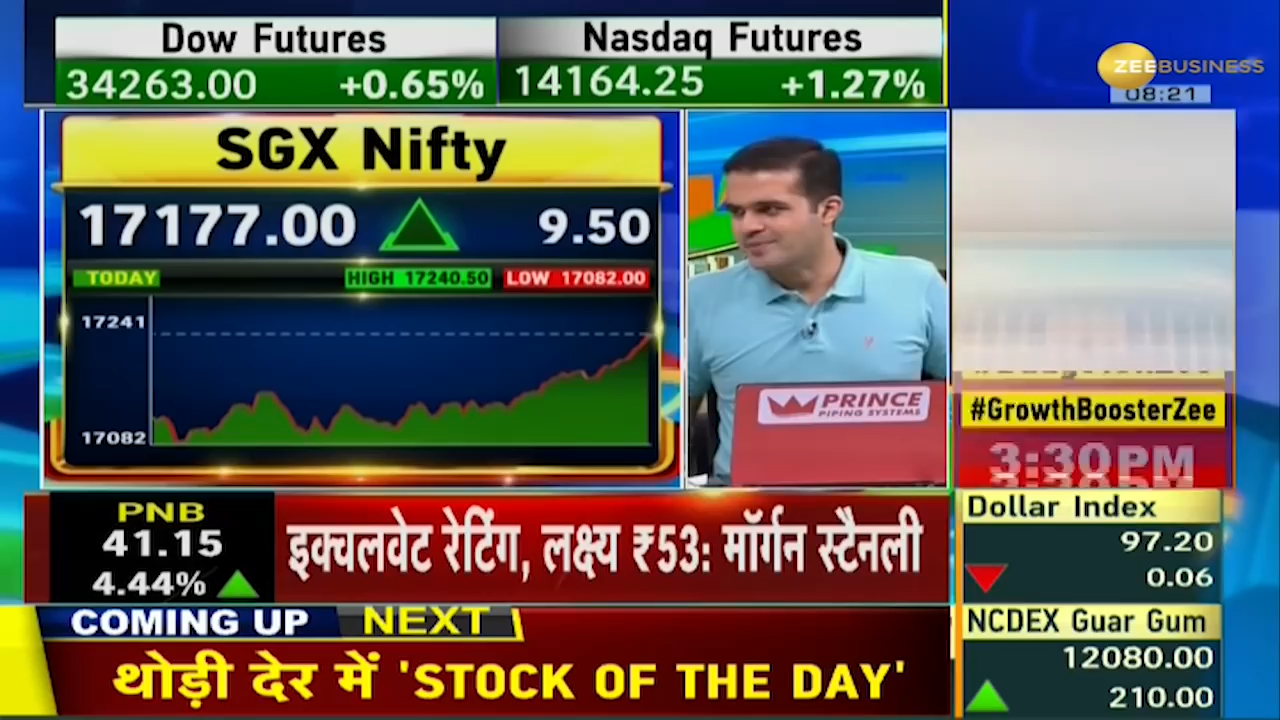 Dow Futures
34263.00 +0.65%
Nasdaq Futures
14164.25 +1.27%
ZEEBUSINESS
08:21
SGX Nifty
17177.00 9.50
TODAY HIGH 17240.50 LOW 17082.00
17241
17082
PRINCE
PIPING SYSTEMS
#GrowthBoosterZee
3:30PM
Dollar Index
97.20
0.06
PNB
41.15
4.44%
इक्वलवेट रेटिंग, लक्ष्य ₹53: मॉर्गन स्टैनली
NCDEX Guar Gum
12080.00
210.00
COMING UP NEXT
थोड़ी देर में 'STOCK OF THE DAY'